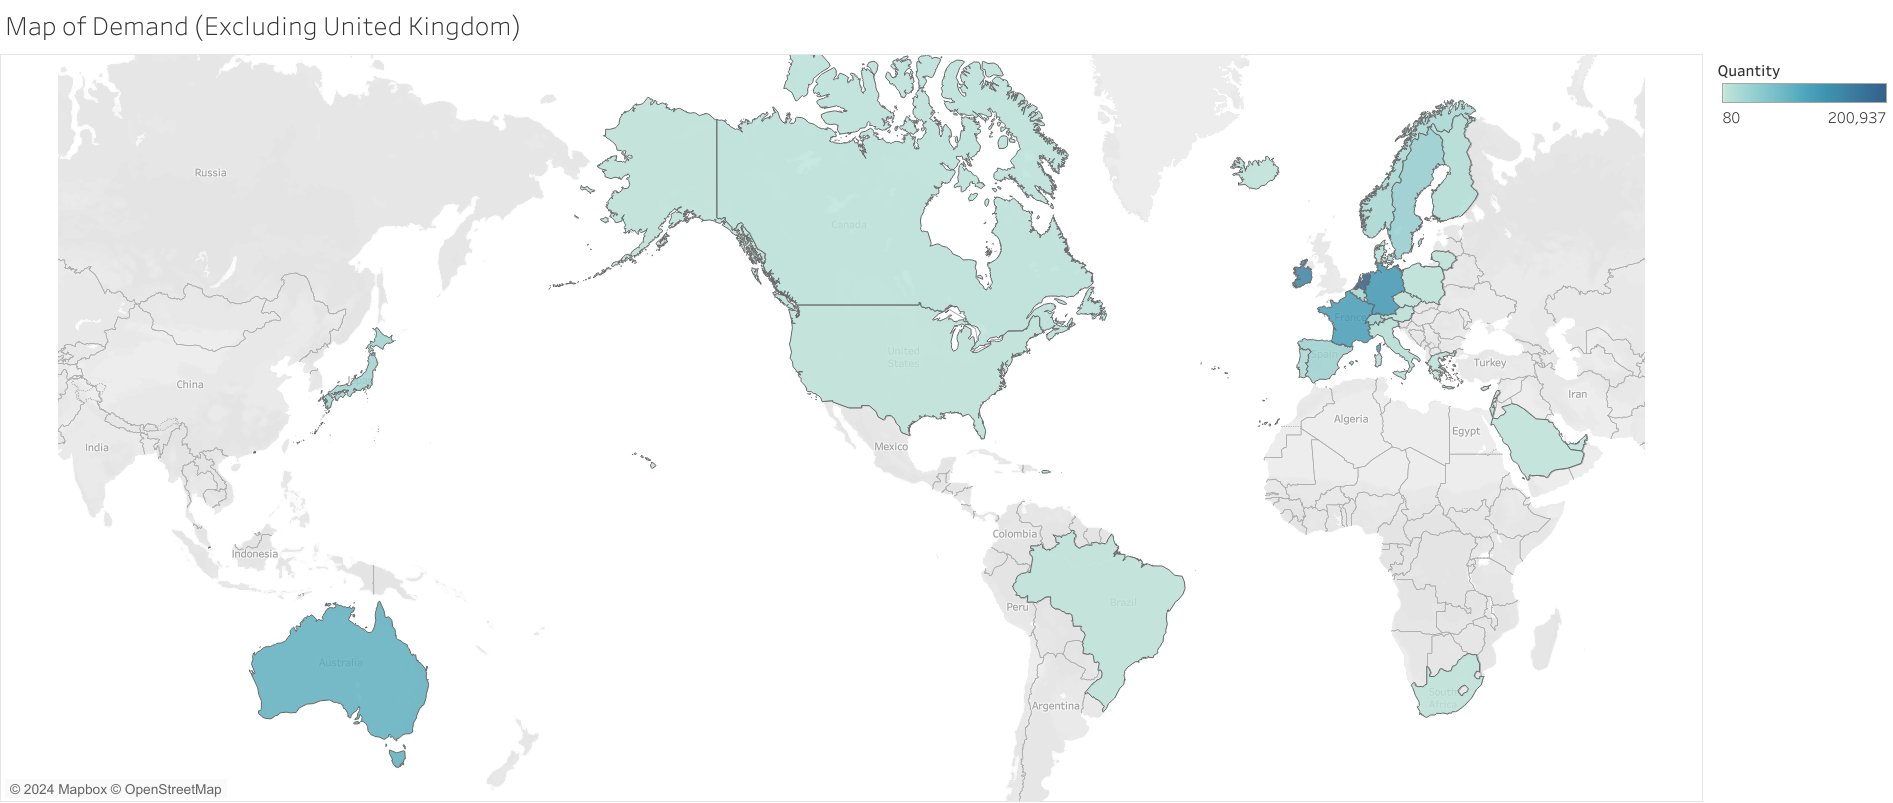 Map of Demand (Excluding United Kingdom)
Quantity
80
200,937
Russia
Canada
France
United
States
Spain
Turkey
China
Iran
Algeria
Egypt
India
Mexico
Colombia
Indonesia
Brazil
Peru
Australia
South
Africa
Argentina
© 2024 Mapbox © OpenStreetMap